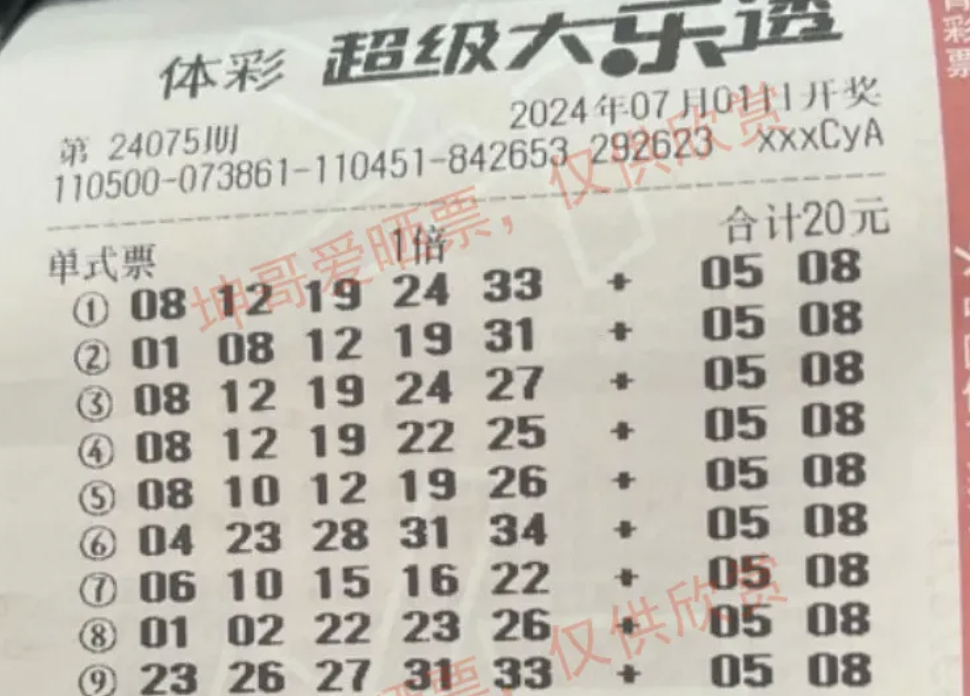 体彩 超级大乐透
第 24075期 2024年07月01日开奖
110500-073861-110451-842653 292623 xxxCyA
单式票 1倍 合计20元
① 08 12 19 24 33 + 05 08
② 01 08 12 19 31 + 05 08
③ 08 12 19 24 27 + 05 08
④ 08 12 19 22 25 + 05 08
⑤ 08 10 12 19 26 + 05 08
⑥ 04 23 28 31 34 + 05 08
⑦ 06 10 15 16 22 + 05 08
⑧ 01 02 22 23 26 + 05 08
⑨ 23 26 27 31 33 + 05 08
坤哥爱晒票，仅供欣赏
晒票，仅供欣赏
彩票